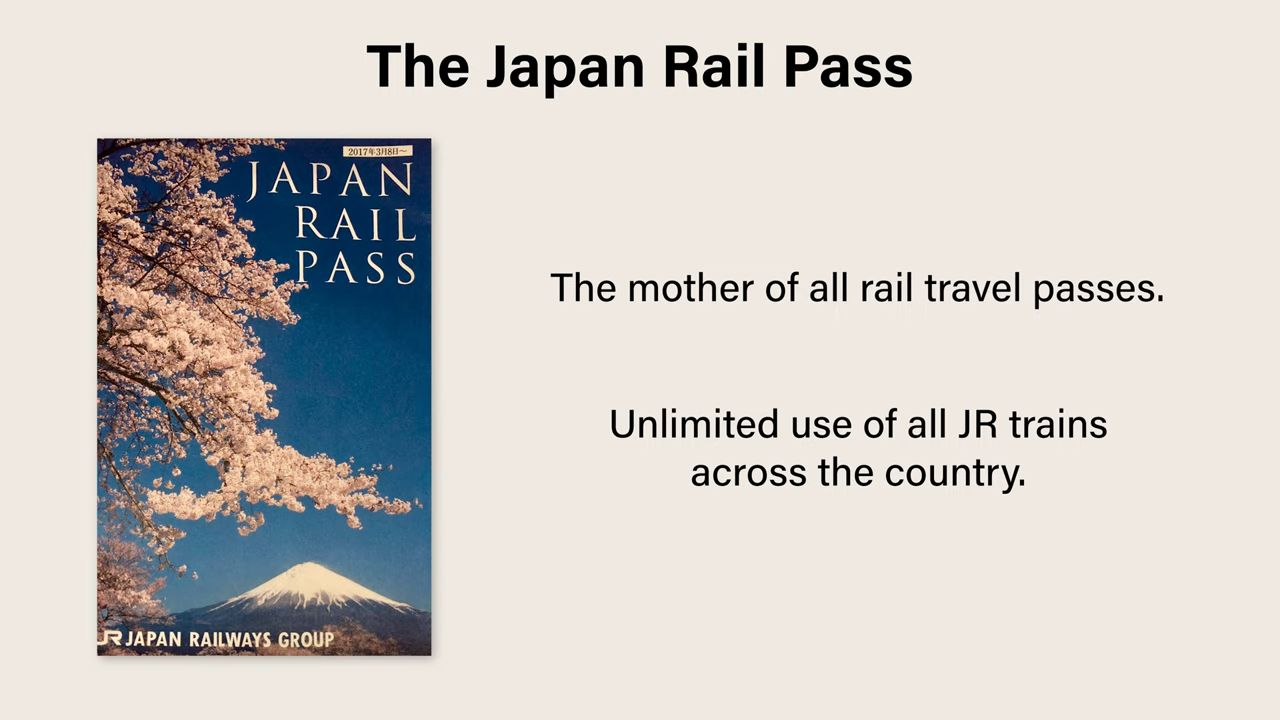 The Japan Rail Pass
2017年3月8日~
JAPAN
RAIL
PASS
JR JAPAN RAILWAYS GROUP
The mother of all rail travel passes.
Unlimited use of all JR trains
across the country.